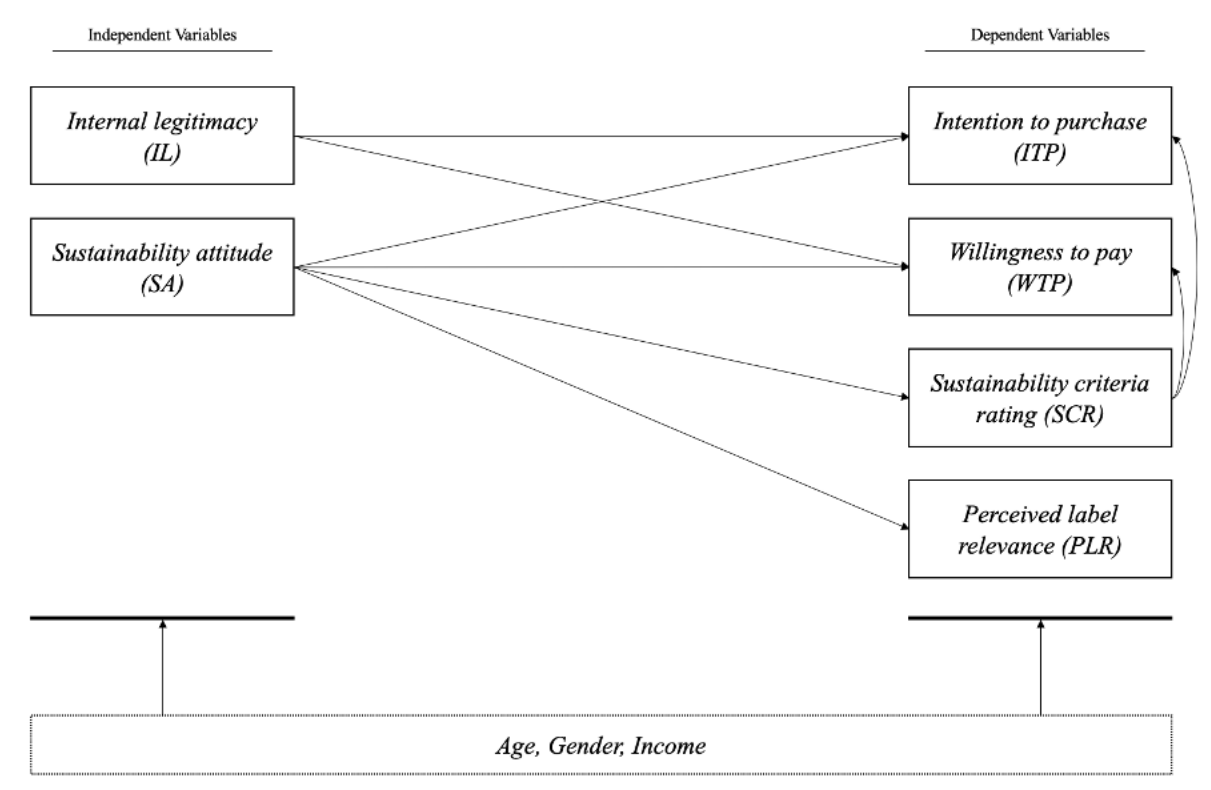 Independent Variables
Dependent Variables
Internal legitimacy
(IL)
Intention to purchase
(ITP)
Sustainability attitude
(SA)
Willingness to pay
(WTP)
Sustainability criteria
rating (SCR)
Perceived label
relevance (PLR)
Age, Gender, Income